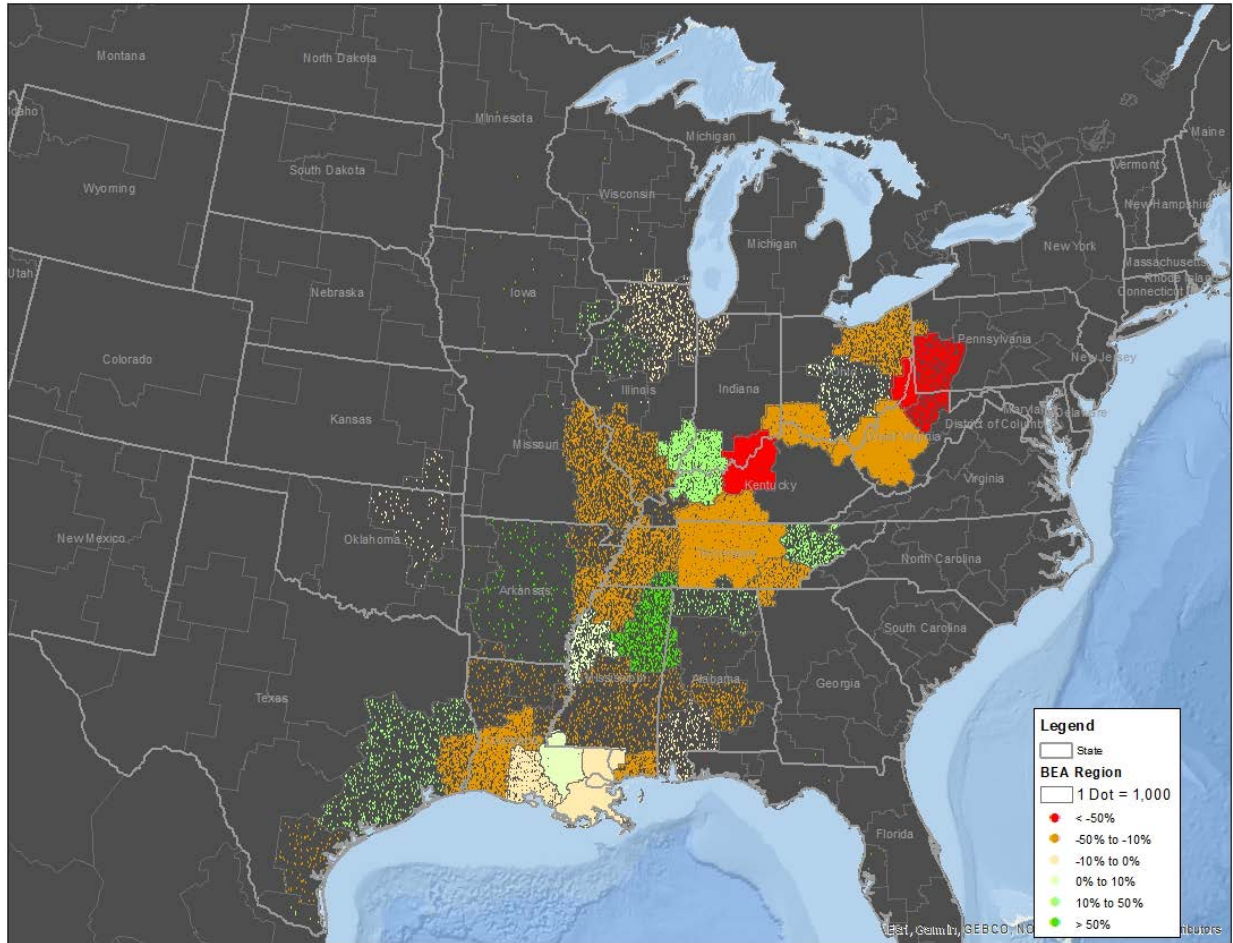 Montana
North Dakota
Minnesota
Michigan
Maine
Idaho
Vermont
South Dakota
Wisconsin
Wyoming
New Hampshire
Michigan
New York
Massachusetts
Rhode Island
Connecticut
Utah
Nebraska
Iowa
Pennsylvania
New Jersey
Colorado
Ohio
Illinois
Indiana
Maryland
Delaware
District of Columbia
Kansas
Missouri
West Virginia
Virginia
Kentucky
New Mexico
Oklahoma
Tennessee
North Carolina
Arkansas
South Carolina
Texas
Mississippi
Alabama
Georgia
Florida
Legend
State
BEA Region
1 Dot = 1,000
< -50%
-50% to -10%
-10% to 0%
0% to 10%
10% to 50%
> 50%
Esri, Garmin, GEBCO, NO
ributors